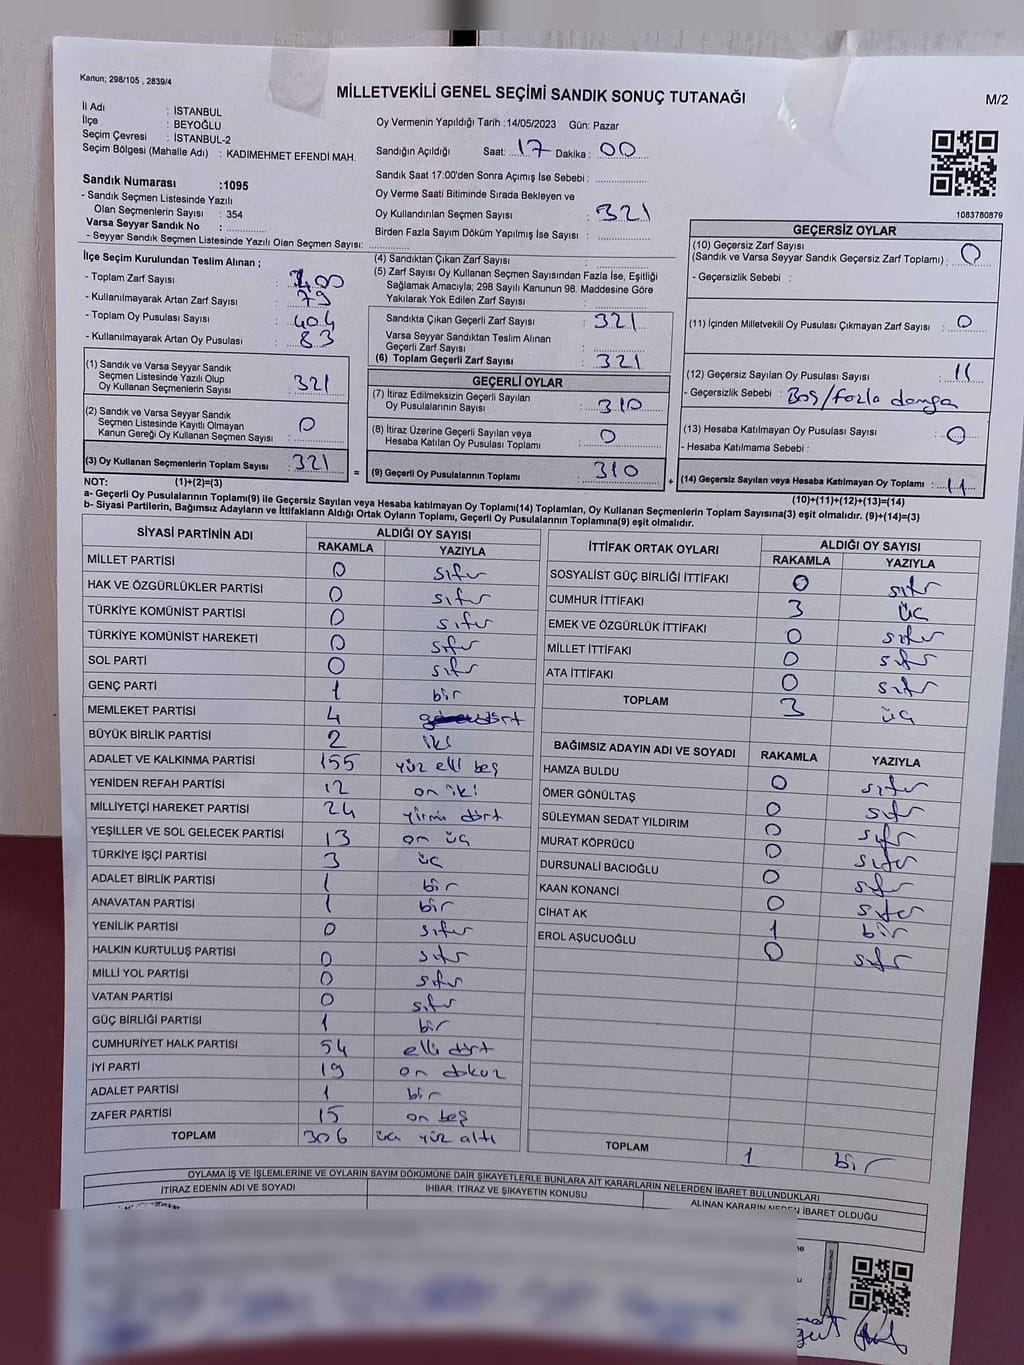 Kanun; 298/105 , 2839/4
MİLLETVEKİLİ GENEL SEÇİMİ SANDIK SONUÇ TUTANAĞI
M/2
İl Adı : İSTANBUL
İlçe : BEYOĞLU
Seçim Çevresi : İSTANBUL-2
Seçim Bölgesi (Mahalle Adı) : KADIMEHMET EFENDİ MAH.
Oy Vermenin Yapıldığı Tarih :14/05/2023 Gün: Pazar
Sandığın Açıldığı Saat: 17 Dakika : 00
Sandık Saat 17:00'den Sonra Açımış İse Sebebi :
Oy Verme Saati Bitiminde Sırada Bekleyen ve
Oy Kullandırılan Seçmen Sayısı : 321
Birden Fazla Sayım Döküm Yapılmış İse Sayısı :
1083780879
Sandık Numarası :1095
- Sandık Seçmen Listesinde Yazılı
Olan Seçmenlerin Sayısı : 354
Varsa Seyyar Sandık No :
- Seyyar Sandık Seçmen Listesinde Yazılı Olan Seçmen Sayısı:
İlçe Seçim Kurulundan Teslim Alınan ;
- Toplam Zarf Sayısı : 400
- Kullanılmayarak Artan Zarf Sayısı : 79
- Toplam Oy Pusulası Sayısı : 404
- Kullanılmayarak Artan Oy Pusulası : 83
(1) Sandık ve Varsa Seyyar Sandık
Seçmen Listesinde Yazılı Olup
Oy Kullanan Seçmenlerin Sayısı : 321
(2) Sandık ve Varsa Seyyar Sandık
Seçmen Listesinde Kayıtlı Olmayan
Kanun Gereği Oy Kullanan Seçmen Sayısı : 0
(3) Oy Kullanan Seçmenlerin Toplam Sayısı : 321
(4) Sandıktan Çıkan Zarf Sayısı :
(5) Zarf Sayısı Oy Kullanan Seçmen Sayısından Fazla İse, Eşitliği
Sağlamak Amacıyla; 298 Sayılı Kanunun 98. Maddesine Göre
Yakılarak Yok Edilen Zarf Sayısı :
Sandıkta Çıkan Geçerli Zarf Sayısı : 321
Varsa Seyyar Sandıktan Teslim Alınan
Geçerli Zarf Sayısı :
(6) Toplam Geçerli Zarf Sayısı : 321
GEÇERLİ OYLAR
(7) İtiraz Edilmeksizin Geçerli Sayılan
Oy Pusulalarının Sayısı : 310
(8) İtiraz Üzerine Geçerli Sayılan veya
Hesaba Katılan Oy Pusulası Toplamı : 0
= (9) Geçerli Oy Pusulalarının Toplamı : 310
GEÇERSİZ OYLAR
(10) Geçersiz Zarf Sayısı
(Sandık ve Varsa Seyyar Sandık Geçersiz Zarf Toplamı) : 0
- Geçersizlik Sebebi :
(11) İçinden Milletvekili Oy Pusulası Çıkmayan Zarf Sayısı : 0
(12) Geçersiz Sayılan Oy Pusulası Sayısı : 11
- Geçersizlik Sebebi : Boş/fazla damga
(13) Hesaba Katılmayan Oy Pusulası Sayısı : 0
- Hesaba Katılmama Sebebi :
+ (14) Geçersiz Sayılan veya Hesaba Katılmayan Oy Toplamı : 11
NOT: (1)+(2)=(3)
(10)+(11)+(12)+(13)=(14)
a- Geçerli Oy Pusulalarının Toplamı(9) ile Geçersiz Sayılan veya Hesaba katılmayan Oy Toplamı(14) Toplamları, Oy Kullanan Seçmenlerin Toplam Sayısına(3) eşit olmalıdır. (9)+(14)=(3)
b- Siyasi Partilerin, Bağımsız Adayların ve İttifakların Aldığı Ortak Oyların Toplamı, Geçerli Oy Pusulalarının Toplamına(9) eşit olmalıdır.
SİYASİ PARTİNİN ADI ALDIĞI OY SAYISI
RAKAMLA YAZIYLA
MİLLET PARTİSİ 0 sıfır
HAK VE ÖZGÜRLÜKLER PARTİSİ 0 sıfır
TÜRKİYE KOMÜNİST PARTİSİ 0 sıfır
TÜRKİYE KOMÜNİST HAREKETİ 0 sıfır
SOL PARTİ 0 sıfır
GENÇ PARTİ 1 bir
MEMLEKET PARTİSİ 4 dört
BÜYÜK BİRLİK PARTİSİ 2 iki
ADALET VE KALKINMA PARTİSİ 155 yüz elli beş
YENİDEN REFAH PARTİSİ 12 on iki
MİLLİYETÇİ HAREKET PARTİSİ 24 yirmi dört
YEŞİLLER VE SOL GELECEK PARTİSİ 13 on üç
TÜRKİYE İŞÇİ PARTİSİ 3 üç
ADALET BİRLİK PARTİSİ 1 bir
ANAVATAN PARTİSİ 1 bir
YENİLİK PARTİSİ 0 sıfır
HALKIN KURTULUŞ PARTİSİ 0 sıfır
MİLLİ YOL PARTİSİ 0 sıfır
VATAN PARTİSİ 0 sıfır
GÜÇ BİRLİĞİ PARTİSİ 1 bir
CUMHURİYET HALK PARTİSİ 54 elli dört
İYİ PARTİ 19 on dokuz
ADALET PARTİSİ 1 bir
ZAFER PARTİSİ 15 on beş
TOPLAM 306 üç yüz altı
İTTİFAK ORTAK OYLARI ALDIĞI OY SAYISI
RAKAMLA YAZIYLA
SOSYALİST GÜÇ BİRLİĞİ İTTİFAKI 0 sıfır
CUMHUR İTTİFAKI 3 üç
EMEK VE ÖZGÜRLÜK İTTİFAKI 0 sıfır
MİLLET İTTİFAKI 0 sıfır
ATA İTTİFAKI 0 sıfır
TOPLAM 3 üç
BAĞIMSIZ ADAYIN ADI VE SOYADI RAKAMLA YAZIYLA
HAMZA BULDU 0 sıfır
ÖMER GÖNÜLTAŞ 0 sıfır
SÜLEYMAN SEDAT YILDIRIM 0 sıfır
MURAT KÖPRÜCÜ 0 sıfır
DURSUNALİ BACIOĞLU 0 sıfır
KAAN KONANCİ 0 sıfır
CİHAT AK 1 bir
EROL AŞUCUOĞLU 0 sıfır
TOPLAM 1 bir
OYLAMA İŞ VE İŞLEMLERİNE VE OYLARIN SAYIM DÖKÜMÜNE DAİR ŞİKAYETLERLE BUNLARA AİT KARARLARIN NELERDEN İBARET BULUNDUKLARI
İTİRAZ EDENİN ADI VE SOYADI İHBAR, İTİRAZ VE ŞİKAYETİN KONUSU ALINAN KARARIN NEDEN İBARET OLDUĞU